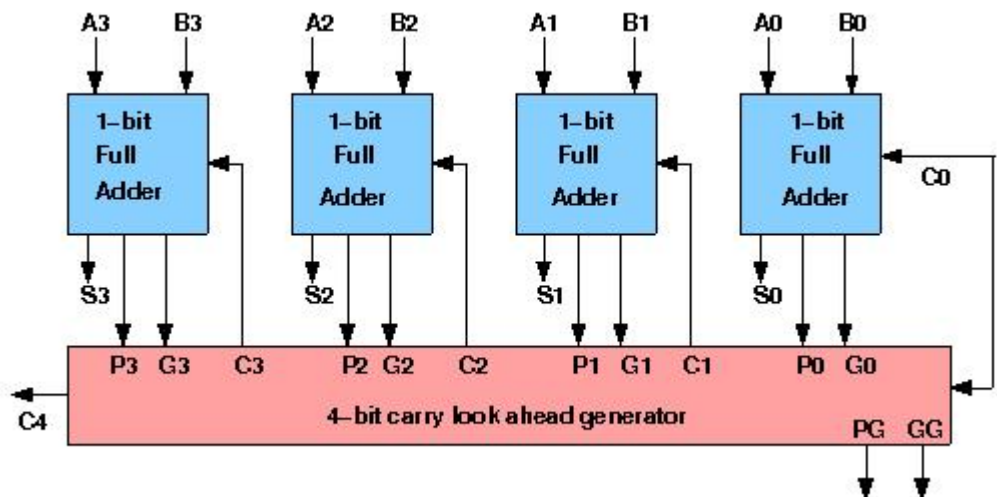 A3 B3 A2 B2 A1 B1 A0 B0
1-bit Full Adder
1-bit Full Adder
1-bit Full Adder
1-bit Full Adder
C0
S3 S2 S1 S0
P3 G3 C3 P2 G2 C2 P1 G1 C1 P0 G0
C4
4-bit carry look ahead generator
PG GG